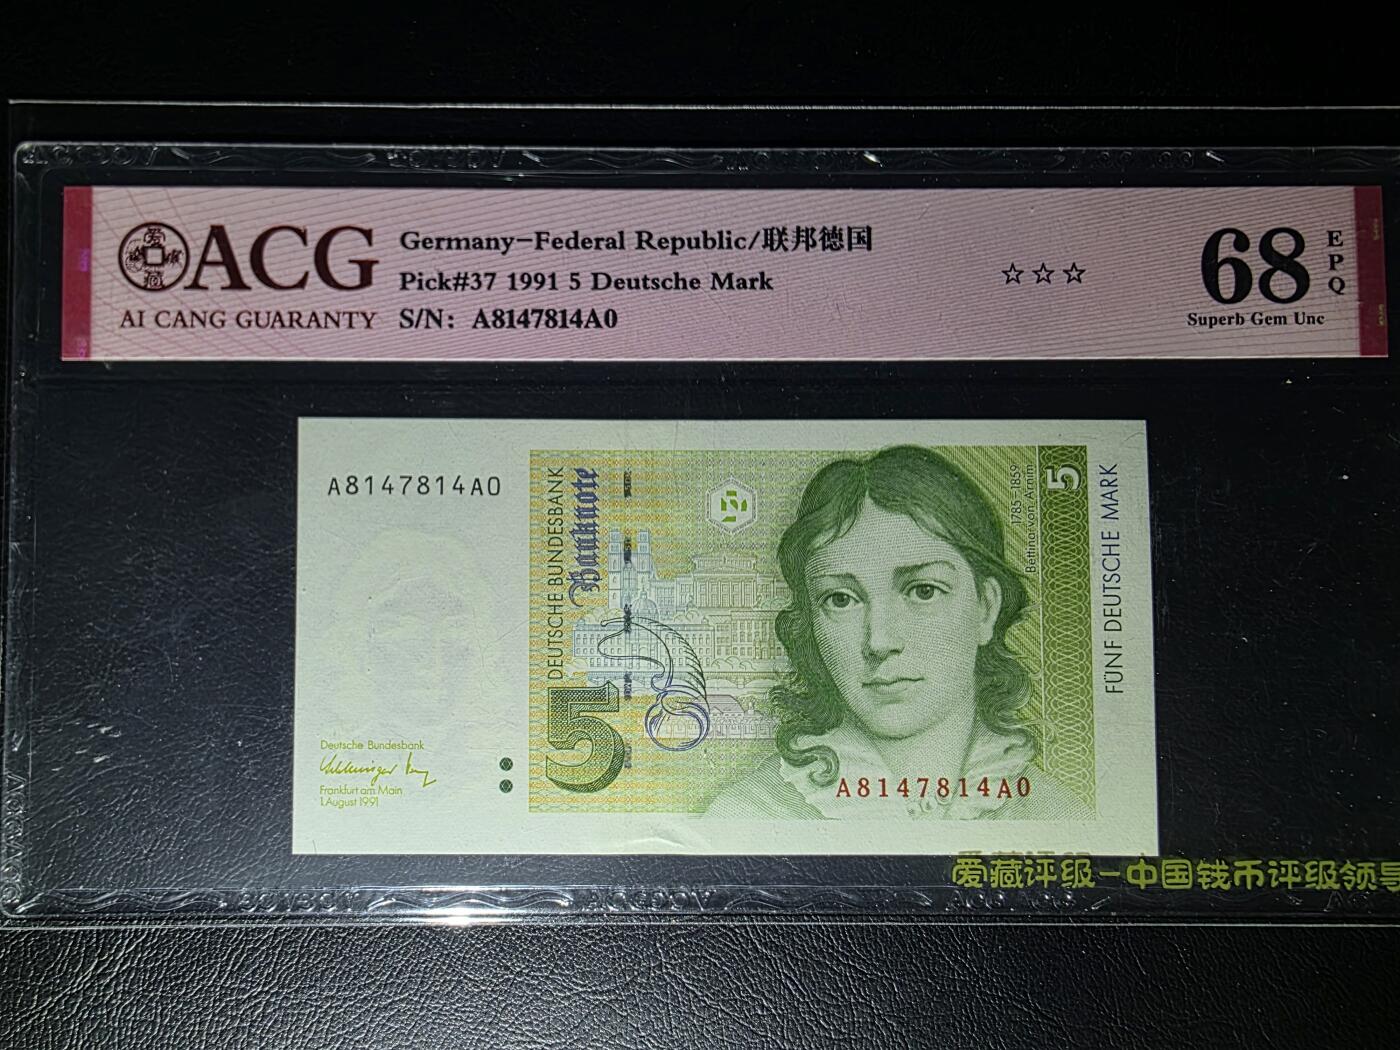 ACG
AI CANG GUARANTY
Germany-Federal Republic/联邦德国
Pick#37 1991 5 Deutsche Mark
S/N: A8147814A0
☆☆☆
68
EPQ
Superb Gem Unc
A8147814A0
DEUTSCHE BUNDESBANK
Banknote
5
1785-1859
Bettina von Arnim
5
FÜNF DEUTSCHE MARK
5
Deutsche Bundesbank
Frankfurt am Main
1. August 1991
A8147814A0
爱藏评级-中国钱币评级领导